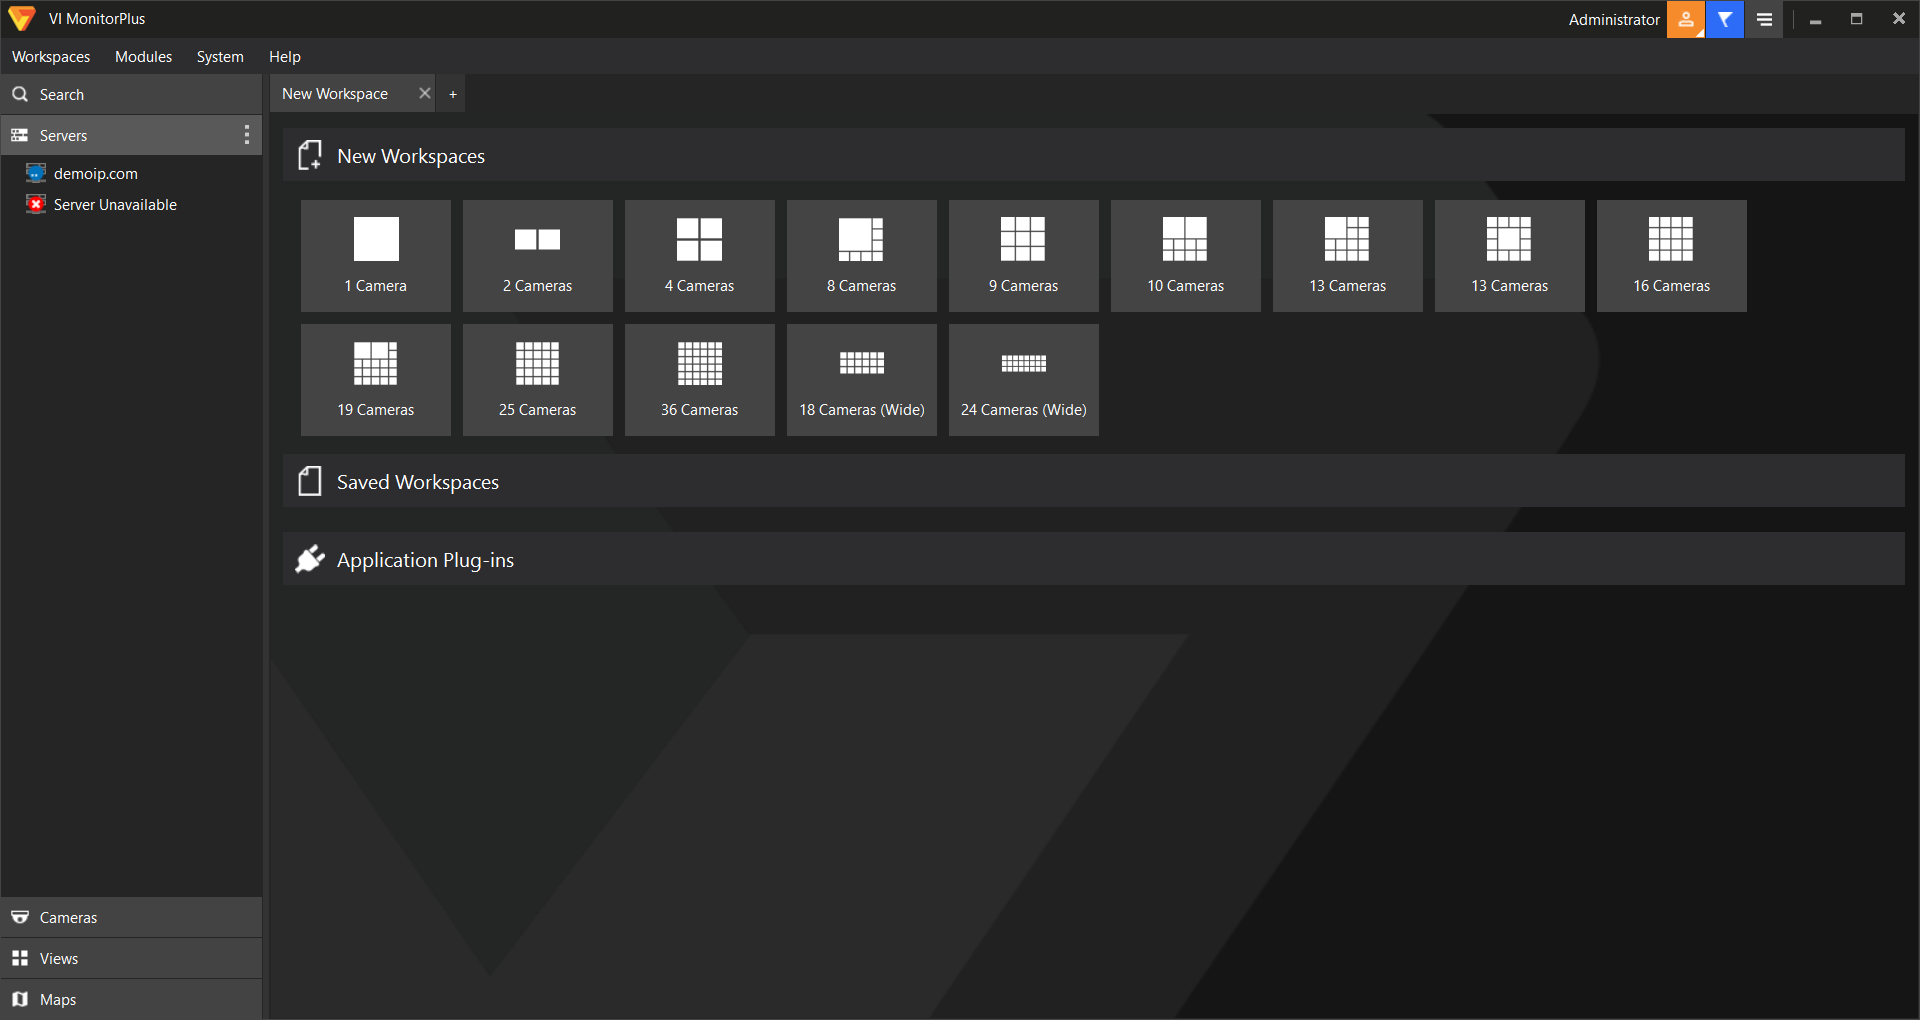 VI MonitorPlus
Administrator
Workspaces Modules System Help
Search
Servers
demoip.com
Server Unavailable
Cameras
Views
Maps
New Workspace +
New Workspaces
1 Camera 2 Cameras 4 Cameras 8 Cameras 9 Cameras 10 Cameras 13 Cameras 13 Cameras 16 Cameras
19 Cameras 25 Cameras 36 Cameras 18 Cameras (Wide) 24 Cameras (Wide)
Saved Workspaces
Application Plug-ins